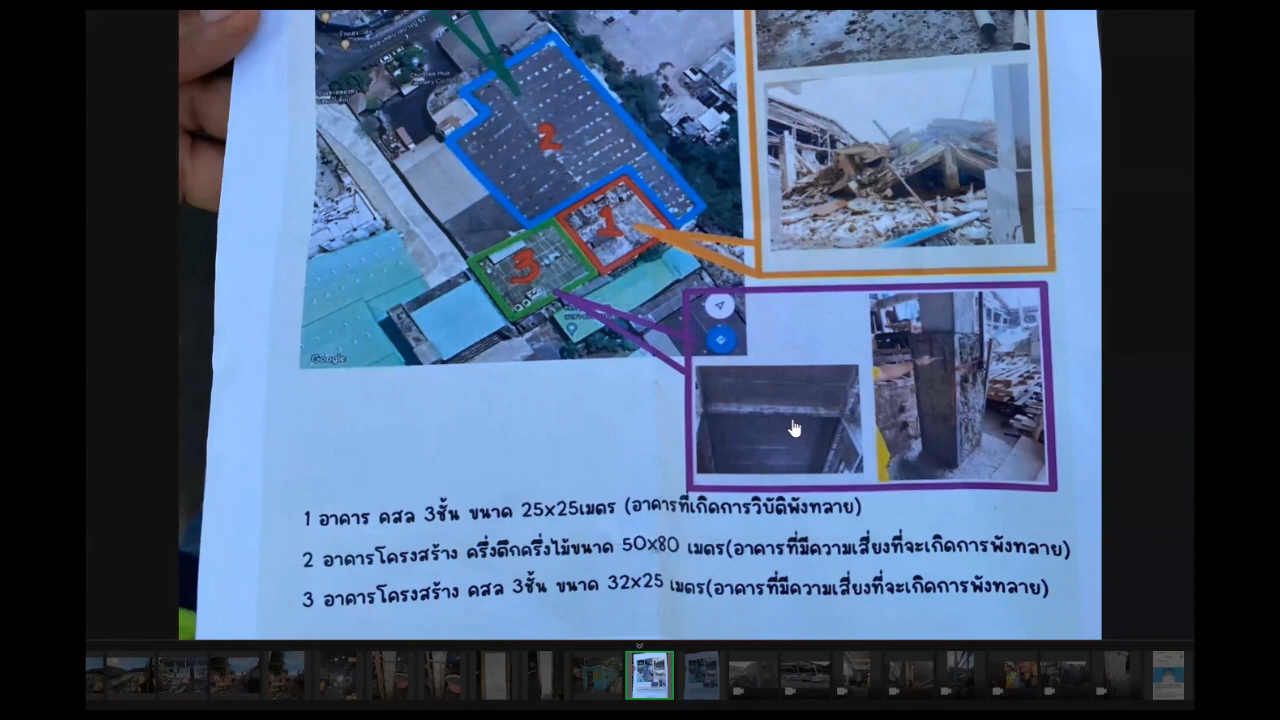 2
1
3
Google
1 อาคาร คสล 3ชั้น ขนาด 25x25เมตร (อาคารที่เกิดการวิบัติพังทลาย)
2 อาคารโครงสร้าง ครึ่งตึกครึ่งไม้ขนาด 50x80 เมตร(อาคารที่มีความเสี่ยงที่จะเกิดการพังทลาย)
3 อาคารโครงสร้าง คสล 3ชั้น ขนาด 32x25 เมตร(อาคารที่มีความเสี่ยงที่จะเกิดการพังทลาย)